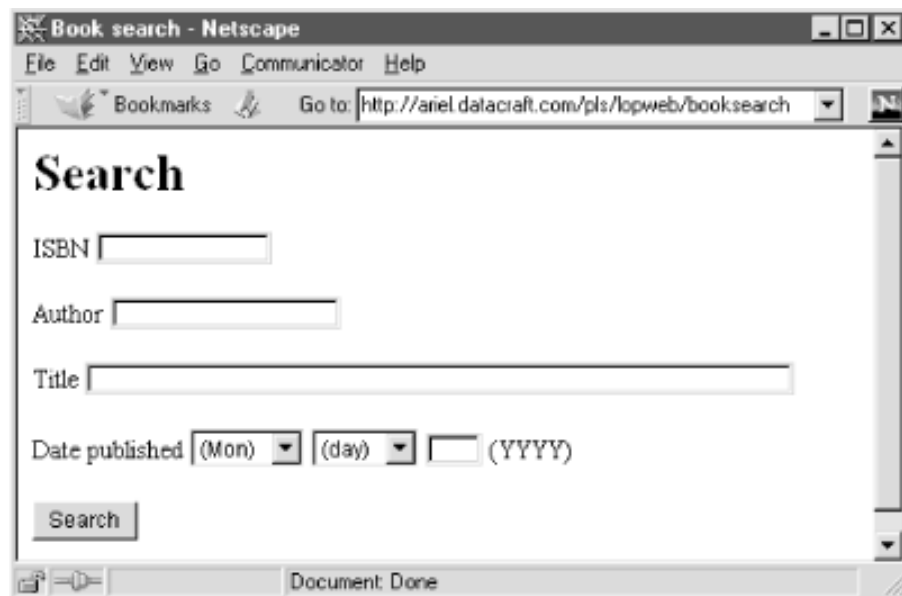 Book search - Netscape
File Edit View Go Communicator Help
Bookmarks Go to: http://ariel.datacraft.com/pls/lopweb/booksearch
Search
ISBN
Author
Title
Date published (Mon) (day) (YYYY)
Search
Document: Done